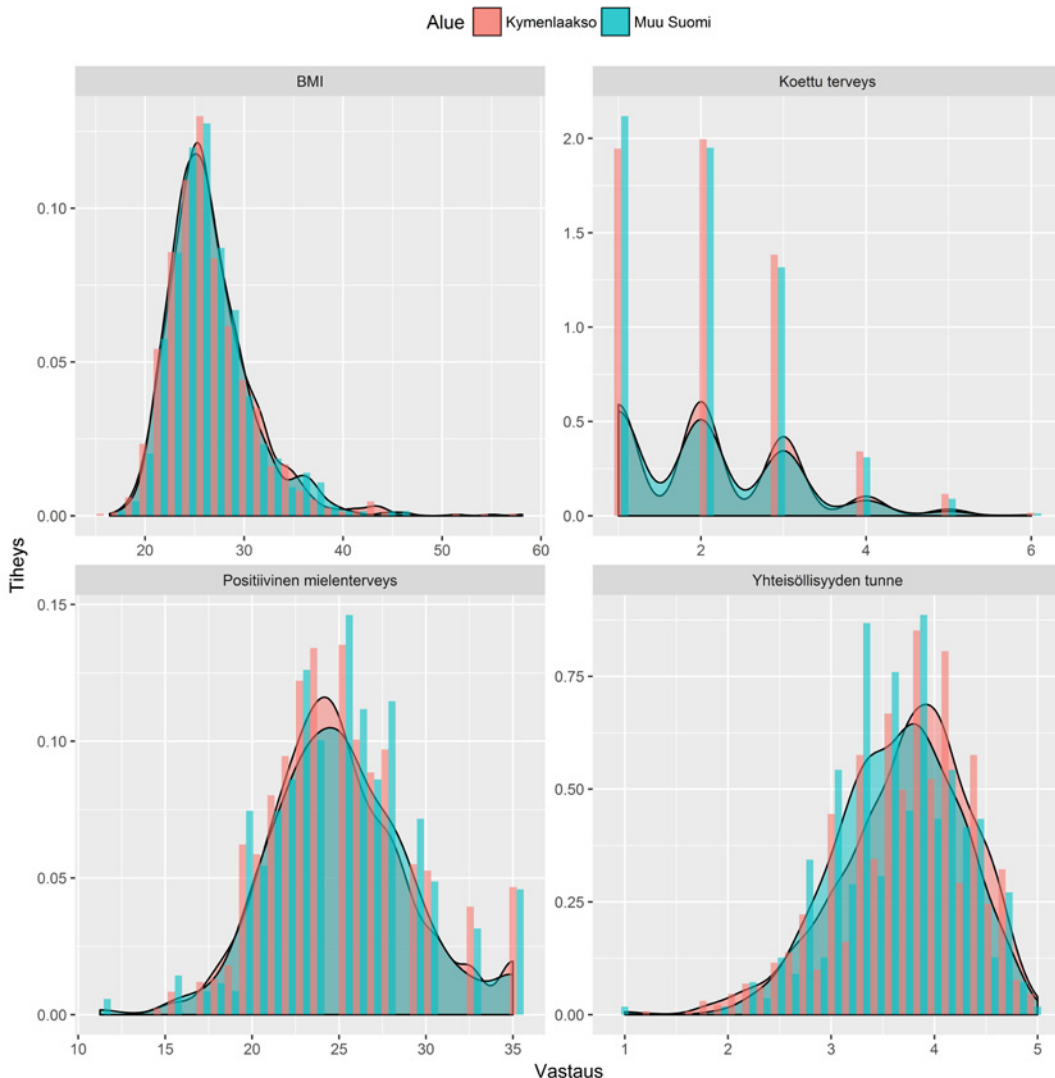 Alue Kymenlaakso Muu Suomi
BMI
Koettu terveys
0.10
0.05
0.00
20 30 40 50 60
2.0
1.5
1.0
0.5
0.0
2 4 6
Tiheys
Positiivinen mielenterveys
Yhteisöllisyyden tunne
0.15
0.10
0.05
0.00
10 15 20 25 30 35
0.75
0.50
0.25
0.00
1 2 3 4 5
Vastaus